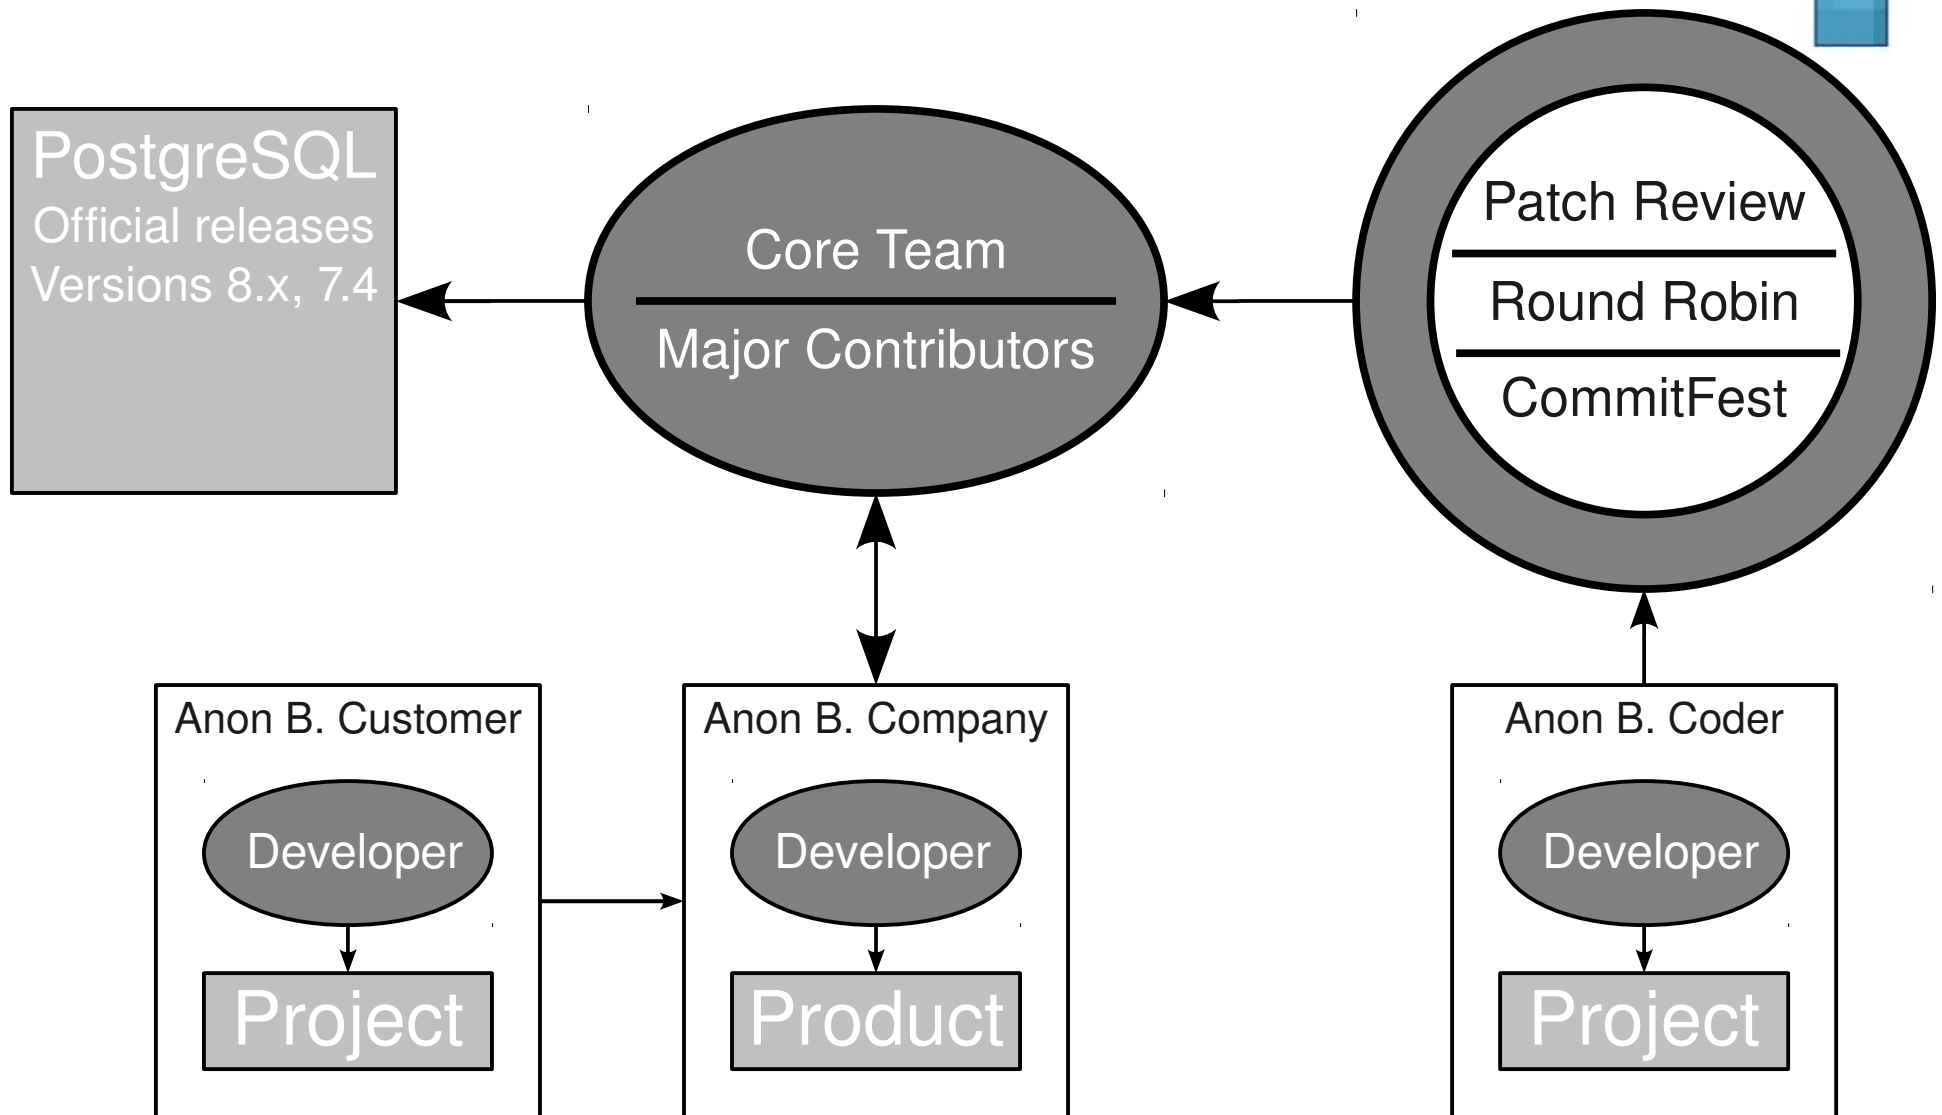 PostgreSQL
Official releases
Versions 8.x, 7.4
Core Team
Major Contributors
Patch Review
Round Robin
CommitFest
Anon B. Customer
Developer
Project
Anon B. Company
Developer
Product
Anon B. Coder
Developer
Project